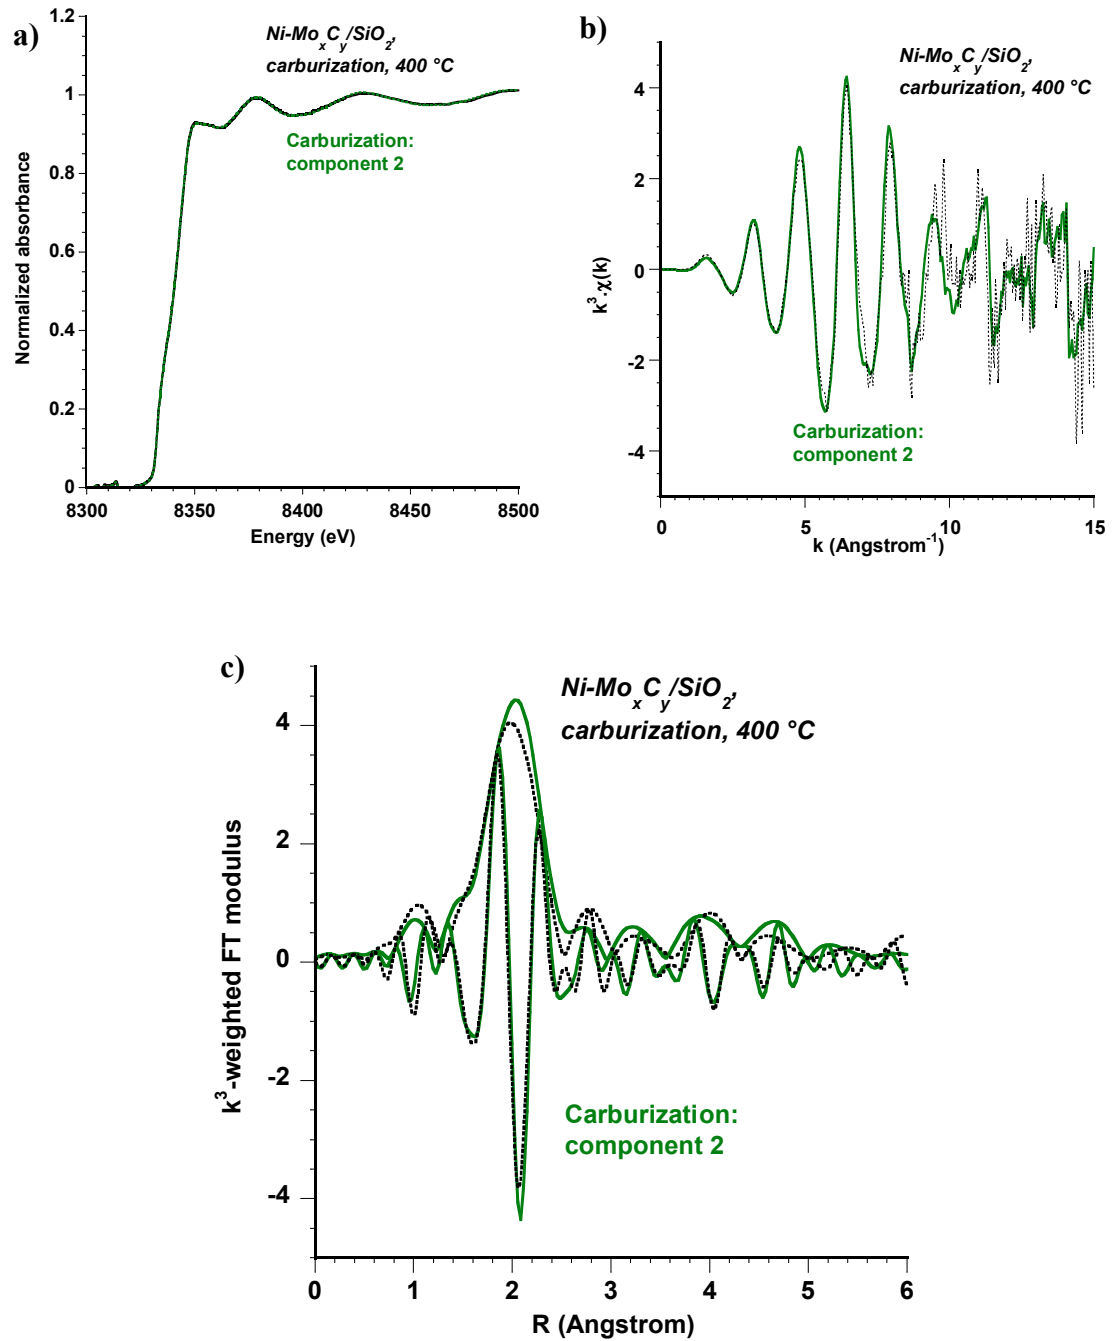 a)
1.2
1
0.8
0.6
0.4
0.2
0
Normalized absorbance
Ni-MoxCy/SiO2,
carburization, 400 °C
Carburization:
component 2
8300
8350
8400
8450
8500
Energy (eV)
b)
4
2
0
-2
-4
k3.χ(k)
Ni-MoxCy/SiO2,
carburization, 400 °C
Carburization:
component 2
0
5
10
15
k (Angstrom-1)
c)
4
2
0
-2
-4
k3-weighted FT modulus
Ni-MoxCy/SiO2,
carburization, 400 °C
Carburization:
component 2
0
1
2
3
4
5
6
R (Angstrom)